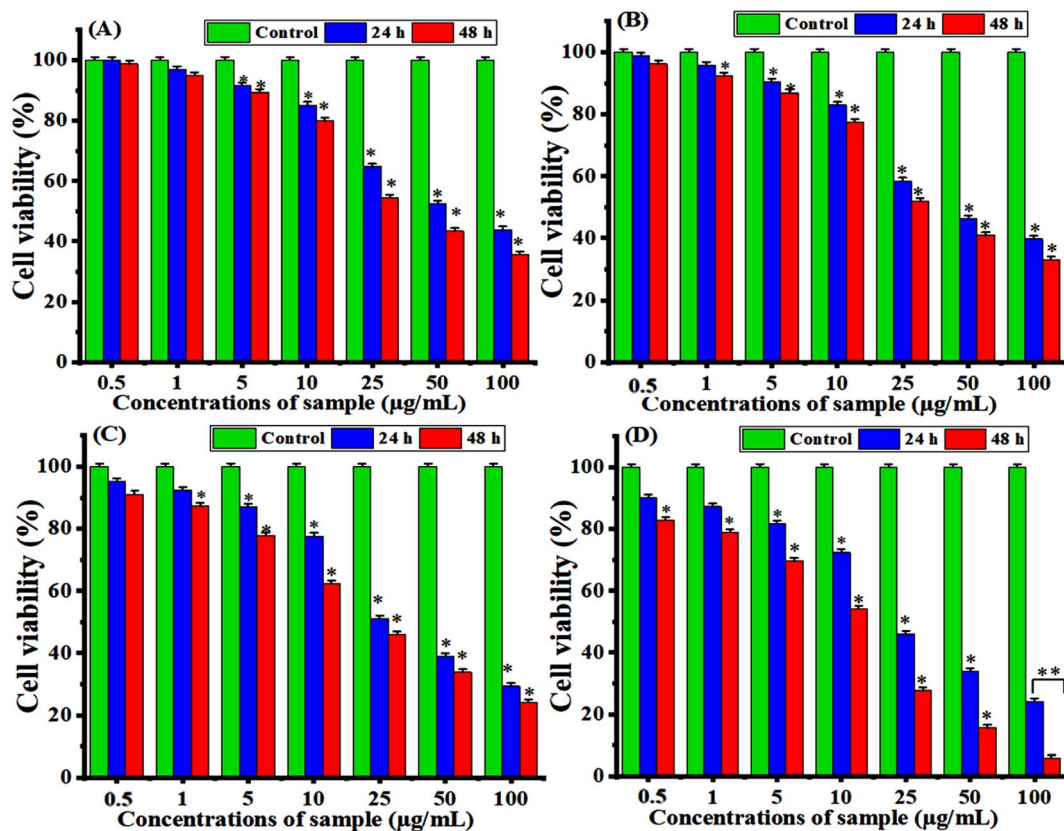 (A)
Control 24 h 48 h
Cell viability (%)
100
80
60
40
20
0
* * * * * * * * * *
0.5 1 5 10 25 50 100
Concentrations of sample (µg/mL)
(B)
Control 24 h 48 h
Cell viability (%)
100
80
60
40
20
0
* * * * * * * * * * *
0.5 1 5 10 25 50 100
Concentrations of sample (µg/mL)
(C)
Control 24 h 48 h
Cell viability (%)
100
80
60
40
20
0
* * * * * * * * * * *
0.5 1 5 10 25 50 100
Concentrations of sample (µg/mL)
(D)
Control 24 h 48 h
Cell viability (%)
100
80
60
40
20
0
* * * * * * * * * * **
0.5 1 5 10 25 50 100
Concentrations of sample (µg/mL)